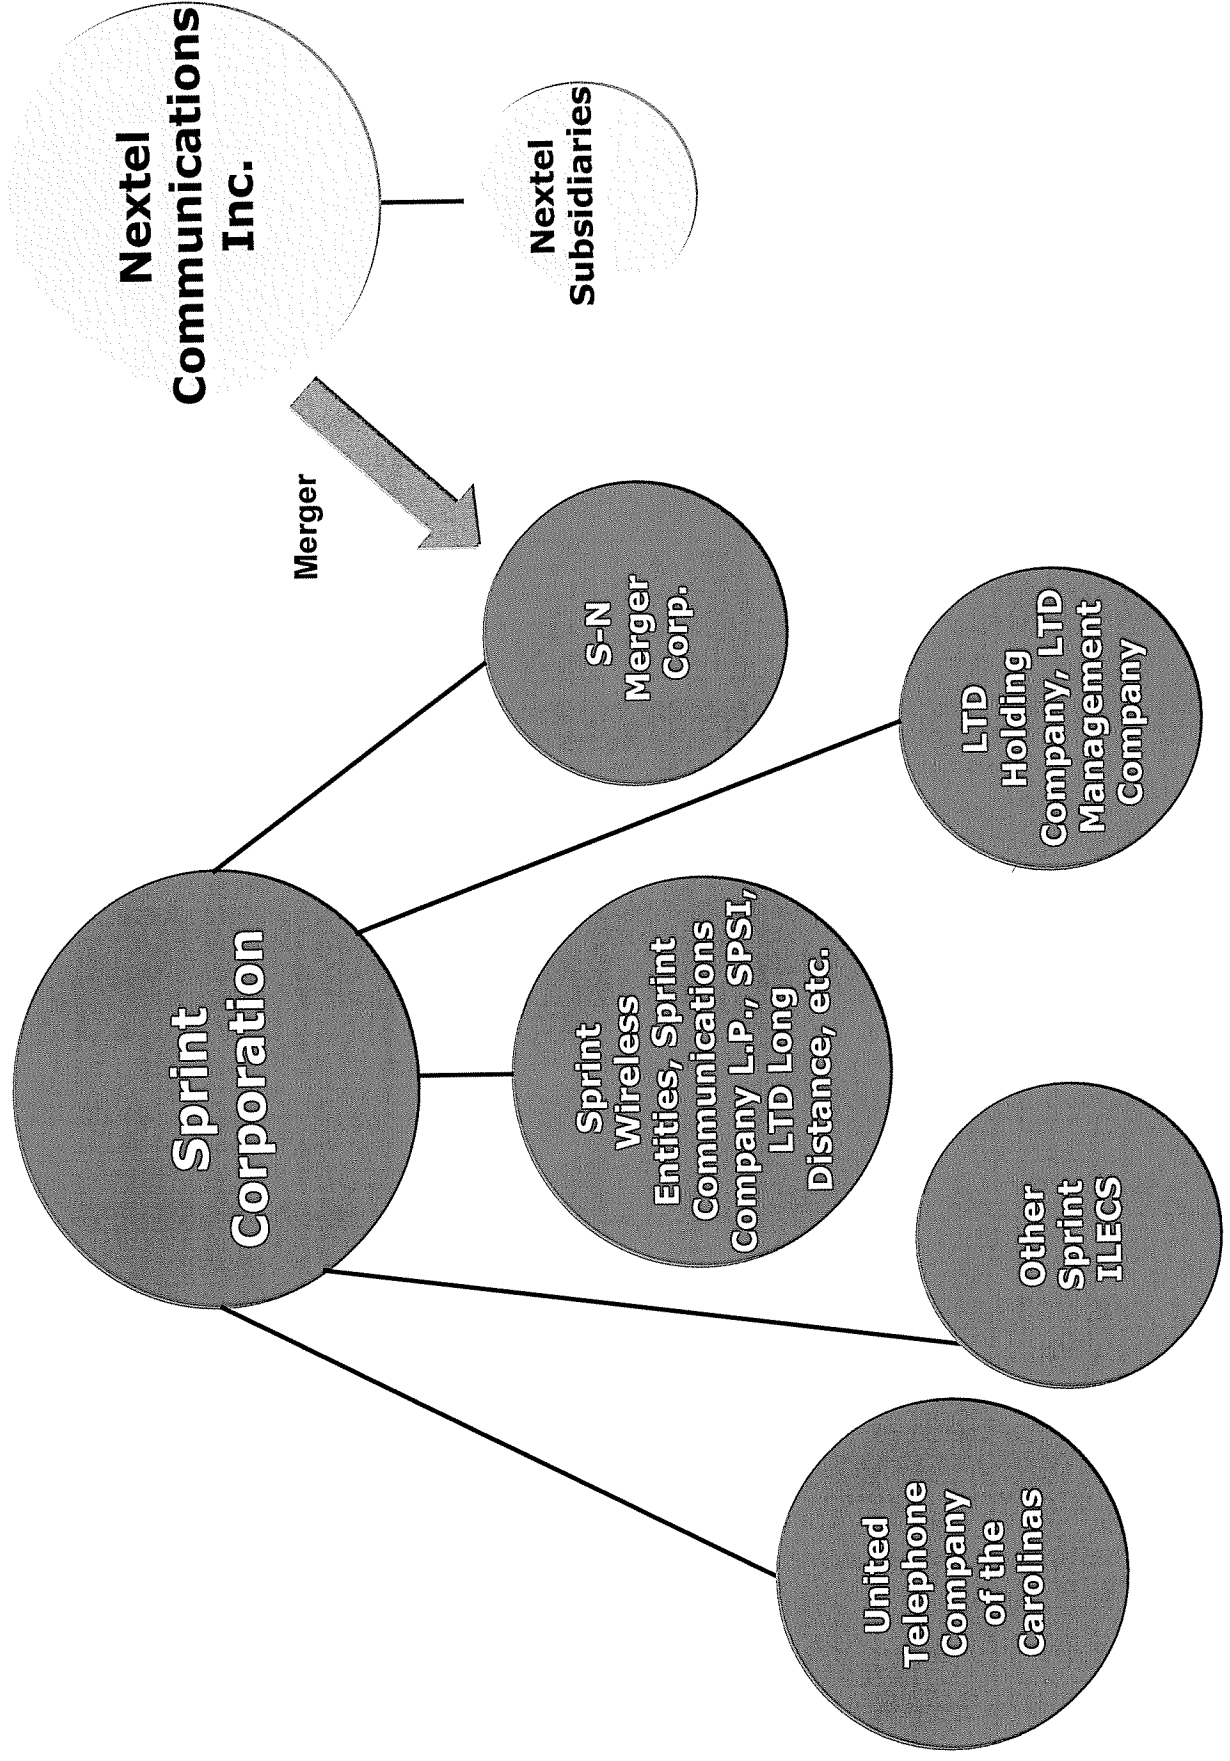 Sprint
Corporation
Nextel
Communications
Inc.
Merger
Nextel
Subsidiaries
S-N
Merger
Corp.
United
Telephone
Company
of the
Carolinas
Other
Sprint
ILECS
Sprint
Wireless
Entities, Sprint
Communications
Company L.P., SPSI,
LTD Long
Distance, etc.
LTD
Holding
Company, LTD
Management
Company